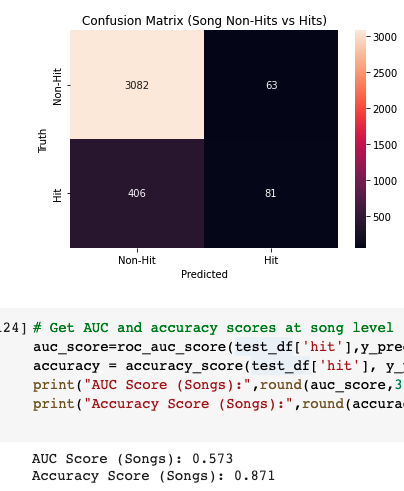 Confusion Matrix (Song Non-Hits vs Hits)
Non-Hit
3082
63
Truth
Hit
406
81
Non-Hit
Hit
Predicted
3000
2500
2000
1500
1000
500
24] # Get AUC and accuracy scores at song level
auc_score=roc_auc_score(test_df['hit'],y_pre
accuracy = accuracy_score(test_df['hit'], y_
print("AUC Score (Songs):",round(auc_score,3
print("Accuracy Score (Songs):",round(accura
AUC Score (Songs): 0.573
Accuracy Score (Songs): 0.871